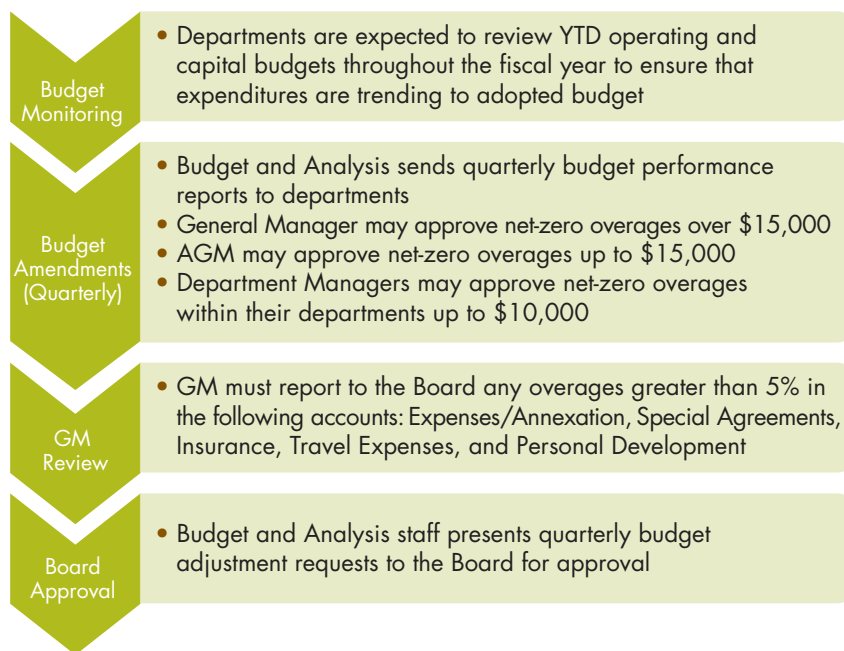 Budget
Monitoring
• Departments are expected to review YTD operating and
capital budgets throughout the fiscal year to ensure that
expenditures are trending to adopted budget
Budget
Amendments
(Quarterly)
• Budget and Analysis sends quarterly budget performance
reports to departments
• General Manager may approve net-zero overages over $15,000
• AGM may approve net-zero overages up to $15,000
• Department Managers may approve net-zero overages
within their departments up to $10,000
GM
Review
• GM must report to the Board any overages greater than 5% in
the following accounts: Expenses/Annexation, Special Agreements,
Insurance, Travel Expenses, and Personal Development
Board
Approval
• Budget and Analysis staff presents quarterly budget
adjustment requests to the Board for approval